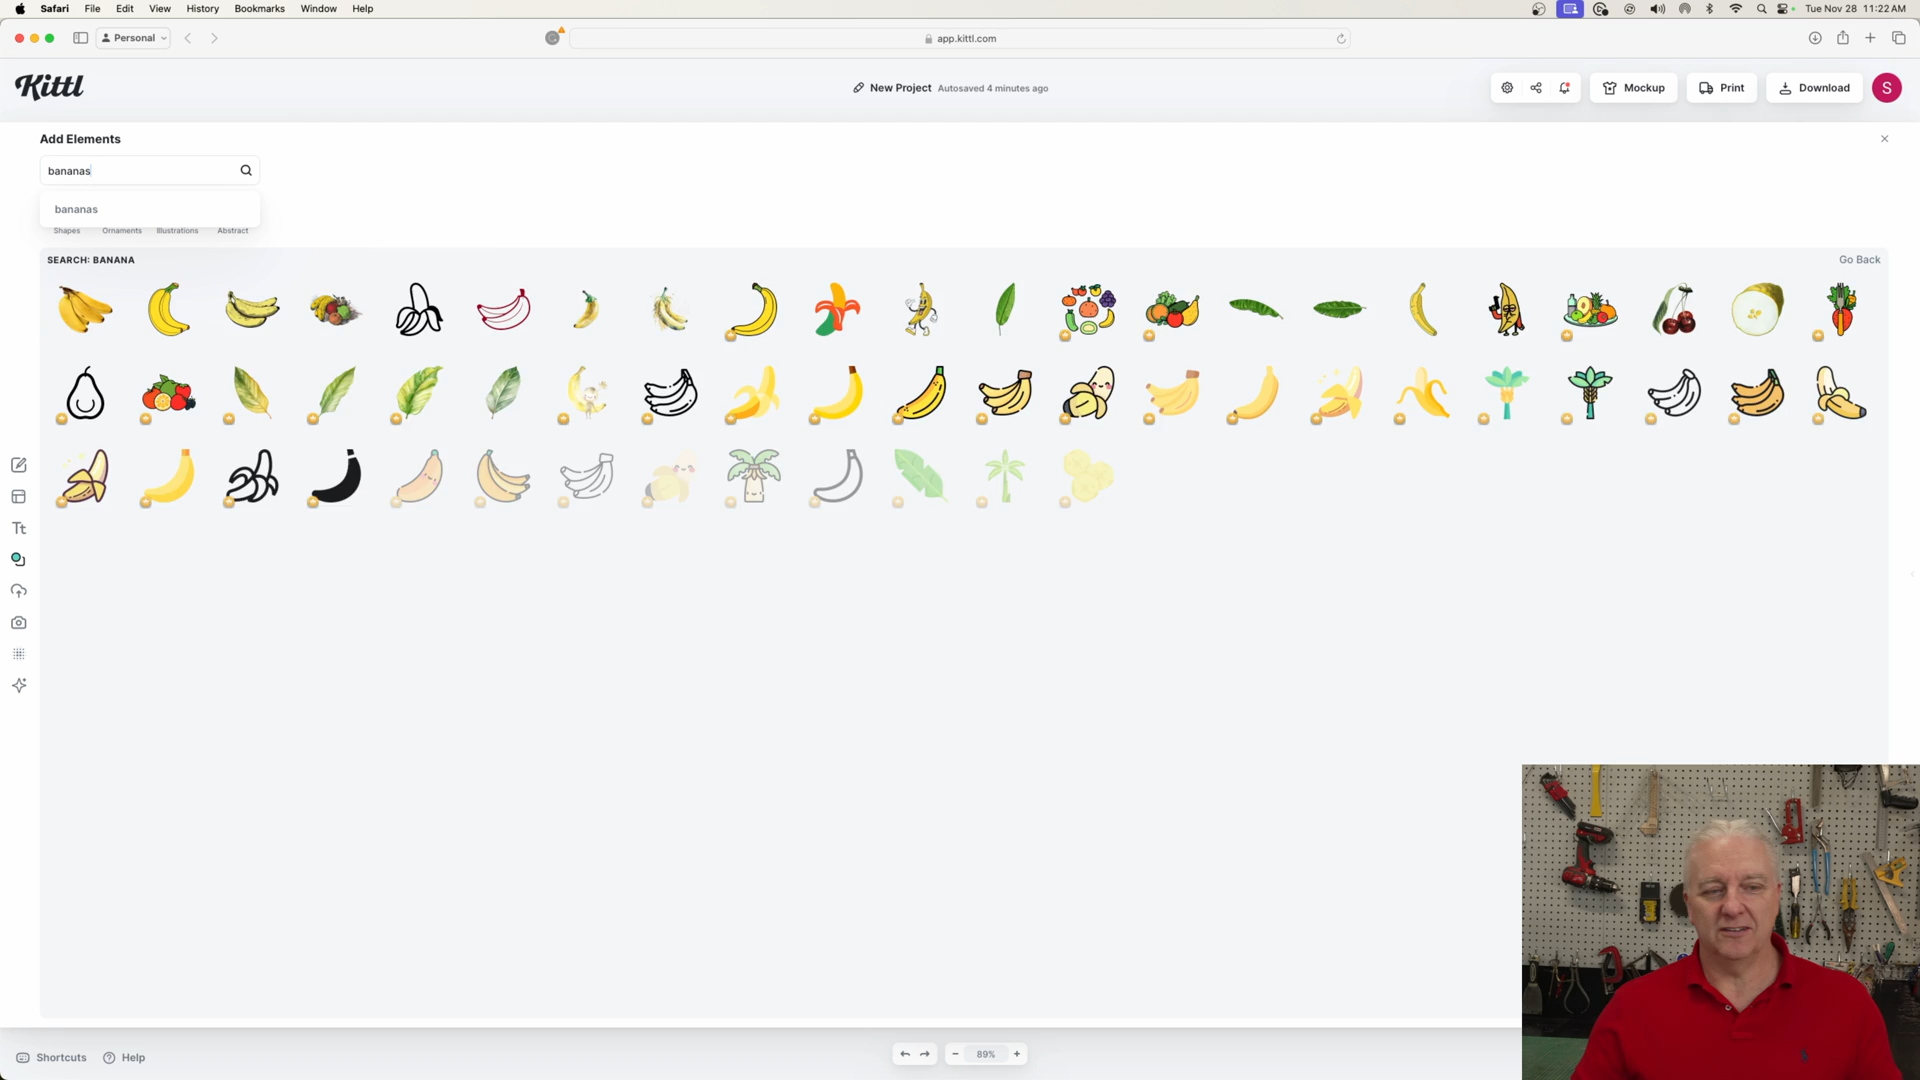 Safari File Edit View History Bookmarks Window Help Tue Nov 28 11:22 AM
Personal app.kittl.com
Kittl New Project Autosaved 4 minutes ago Mockup Print Download S
Add Elements
bananas
bananas
Shapes Ornaments Illustrations Abstract
SEARCH: BANANA Go Back
Tt
Shortcuts Help 89%